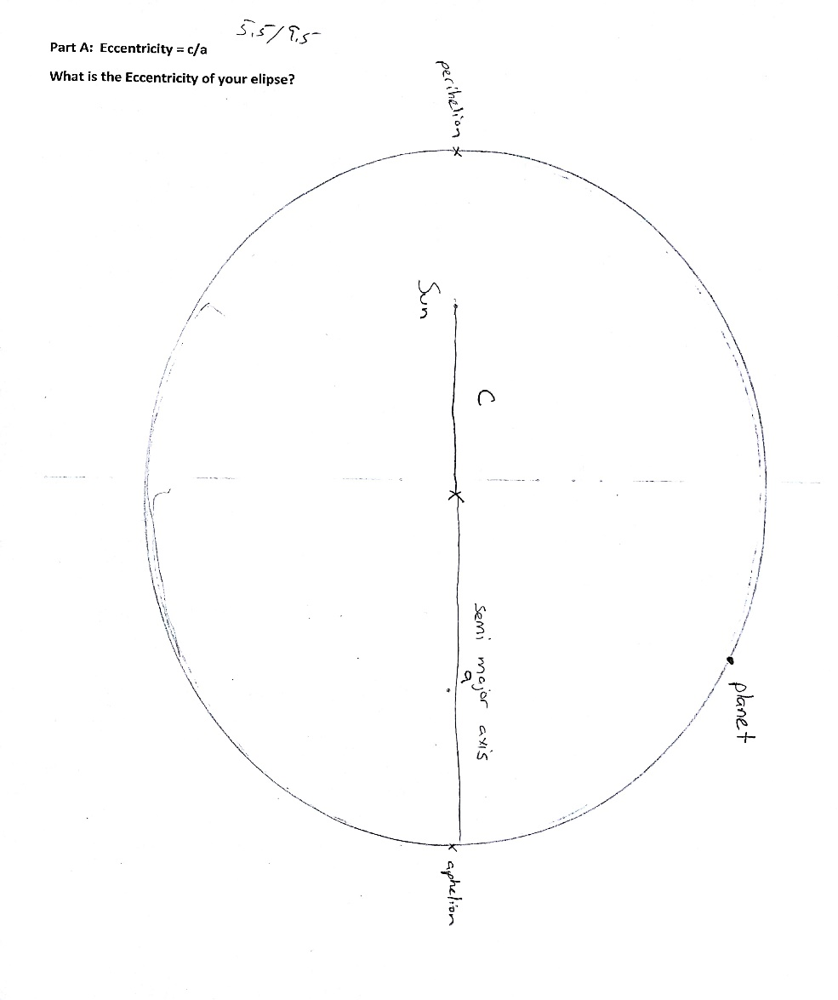 5.5/9.5
Part A: Eccentricity = c/a
What is the Eccentricity of your elipse?
perihelion
Sun
C
semi major axis
a
planet
aphelion